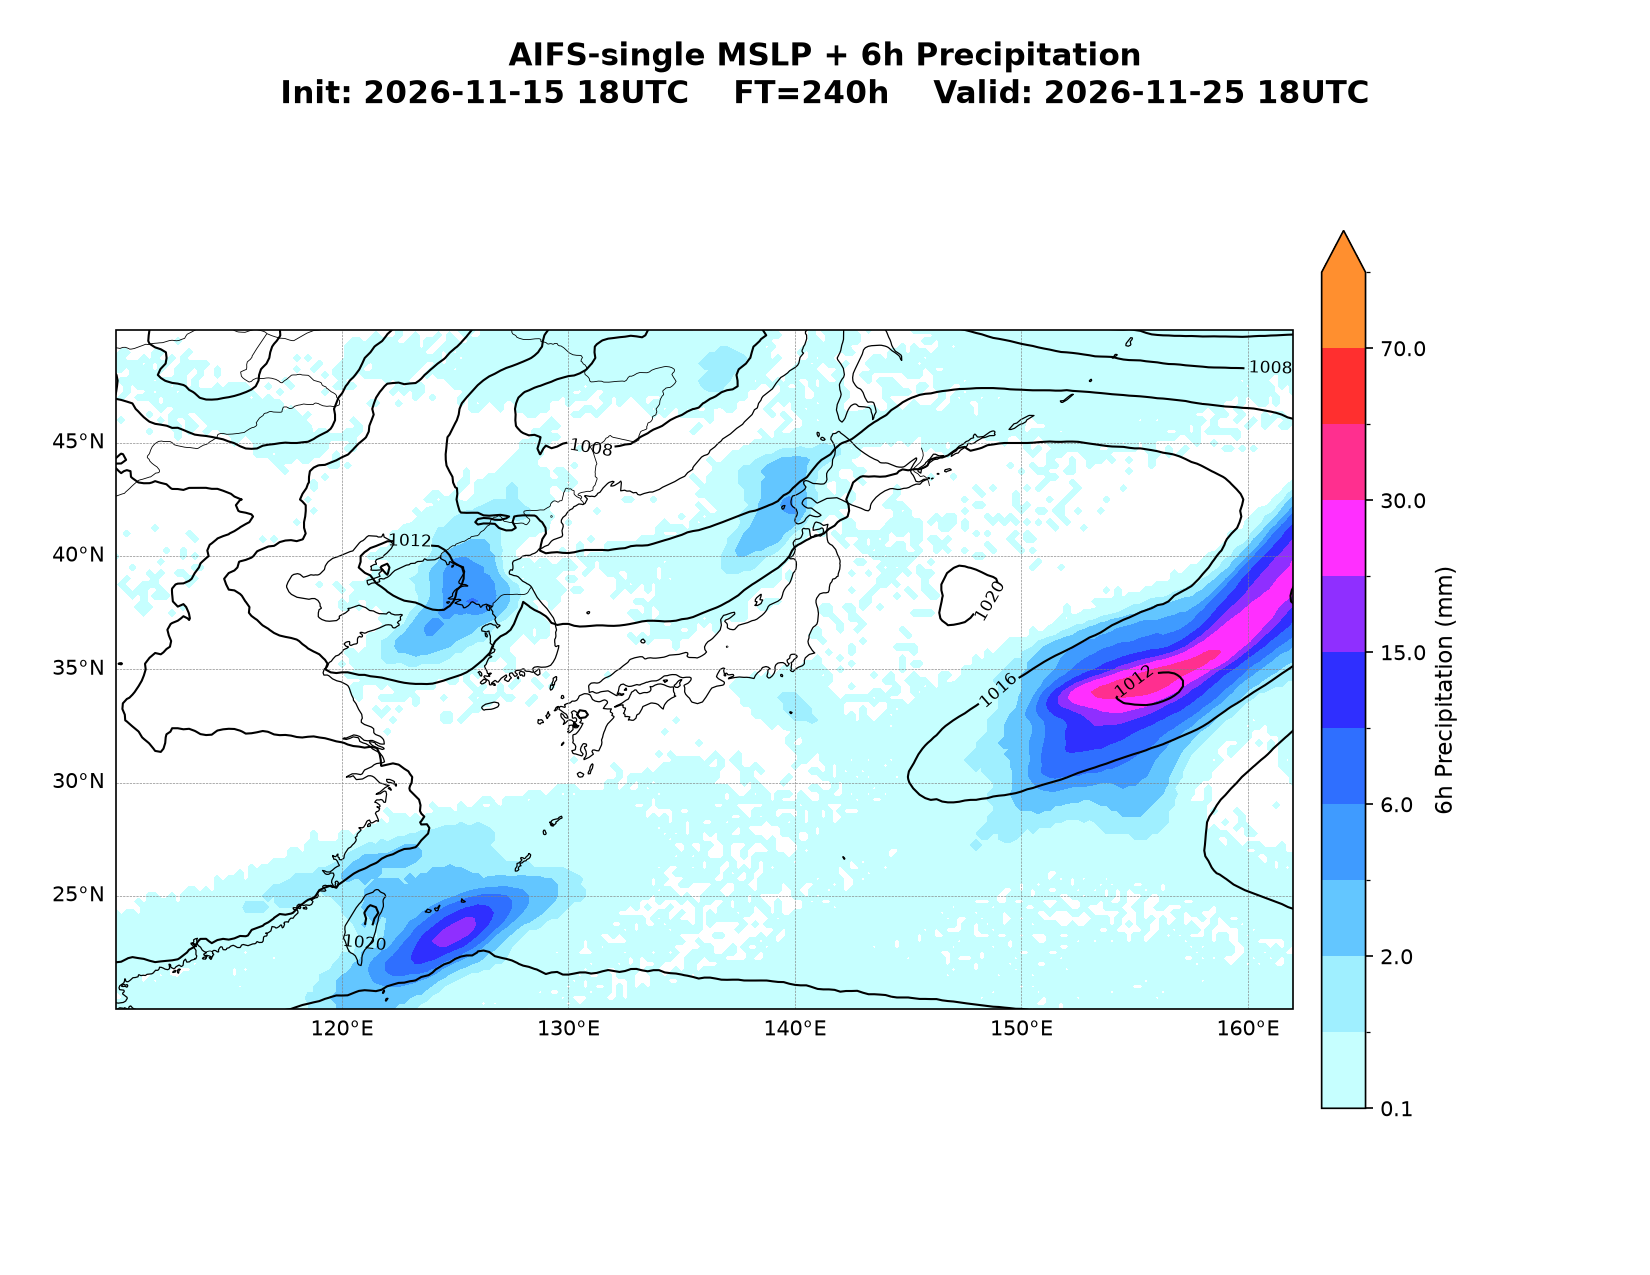 AIFS-single MSLP + 6h Precipitation
Init: 2026-11-15 18UTC    FT=240h    Valid: 2026-11-25 18UTC
70.0
30.0
15.0
6.0
2.0
0.1
6h Precipitation (mm)
45°N
40°N
35°N
30°N
25°N
120°E
130°E
140°E
150°E
160°E
1008
1008
1012
1020
1016
1012
1020